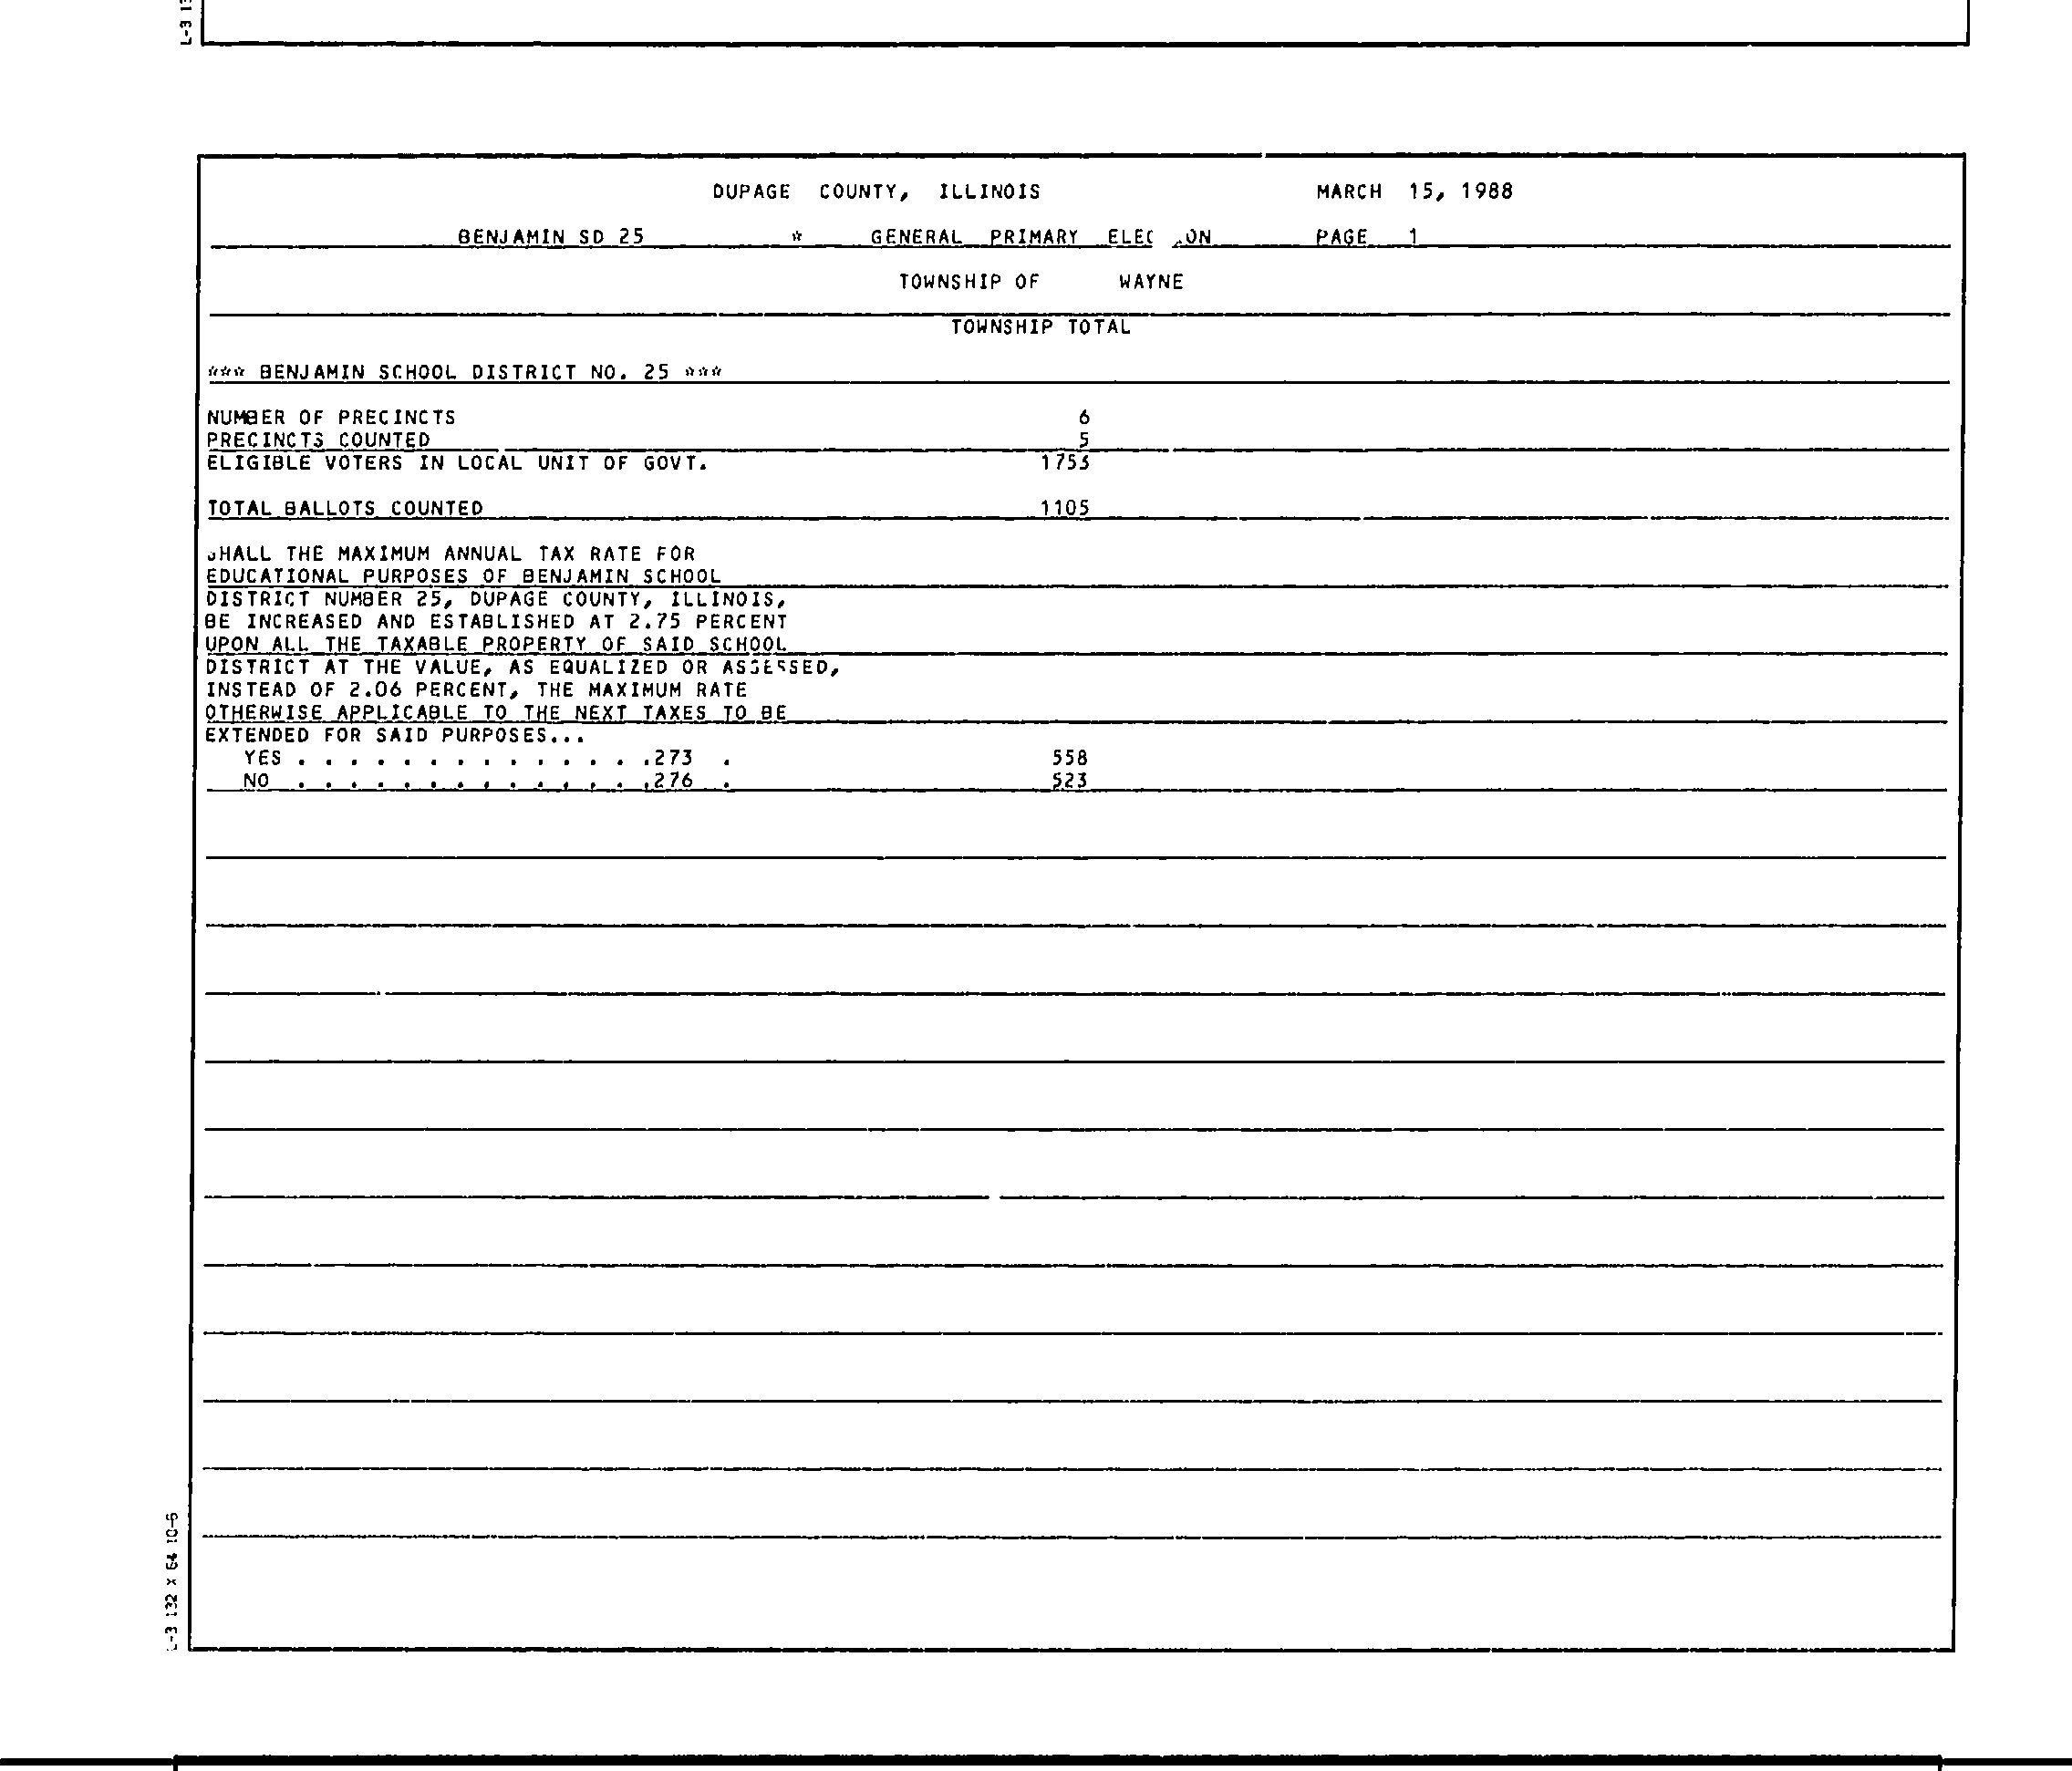 DUPAGE COUNTY, ILLINOIS MARCH 15, 1988
BENJAMIN SD 25 * GENERAL PRIMARY PAGE 1
TOWNSHIP OF WAYNE
TOWNSHIP TOTAL
*** BENJAMIN SCHOOL DISTRICT NO. 25 ***
NUMBER OF PRECINCTS 6
PRECINCTS COUNTED 5
ELIGIBLE VOTERS IN LOCAL UNIT OF GOVT. 1753
TOTAL BALLOTS COUNTED 1105
SHALL THE MAXIMUM ANNUAL TAX RATE FOR
EDUCATIONAL PURPOSES OF BENJAMIN SCHOOL
DISTRICT NUMBER 25, DUPAGE COUNTY, ILLINOIS,
BE INCREASED AND ESTABLISHED AT 2.75 PERCENT
UPON ALL THE TAXABLE PROPERTY OF SAID SCHOOL
DISTRICT AT THE VALUE, AS EQUALIZED OR ASSESSED,
INSTEAD OF 2.06 PERCENT, THE MAXIMUM RATE
OTHERWISE APPLICABLE TO THE NEXT TAXES TO BE
EXTENDED FOR SAID PURPOSES...
YES . . . . . . . . . . . . . .273 . 558
NO . . . . . . . . . . . . . .276 . 523
L-3 132 X 64 10-6